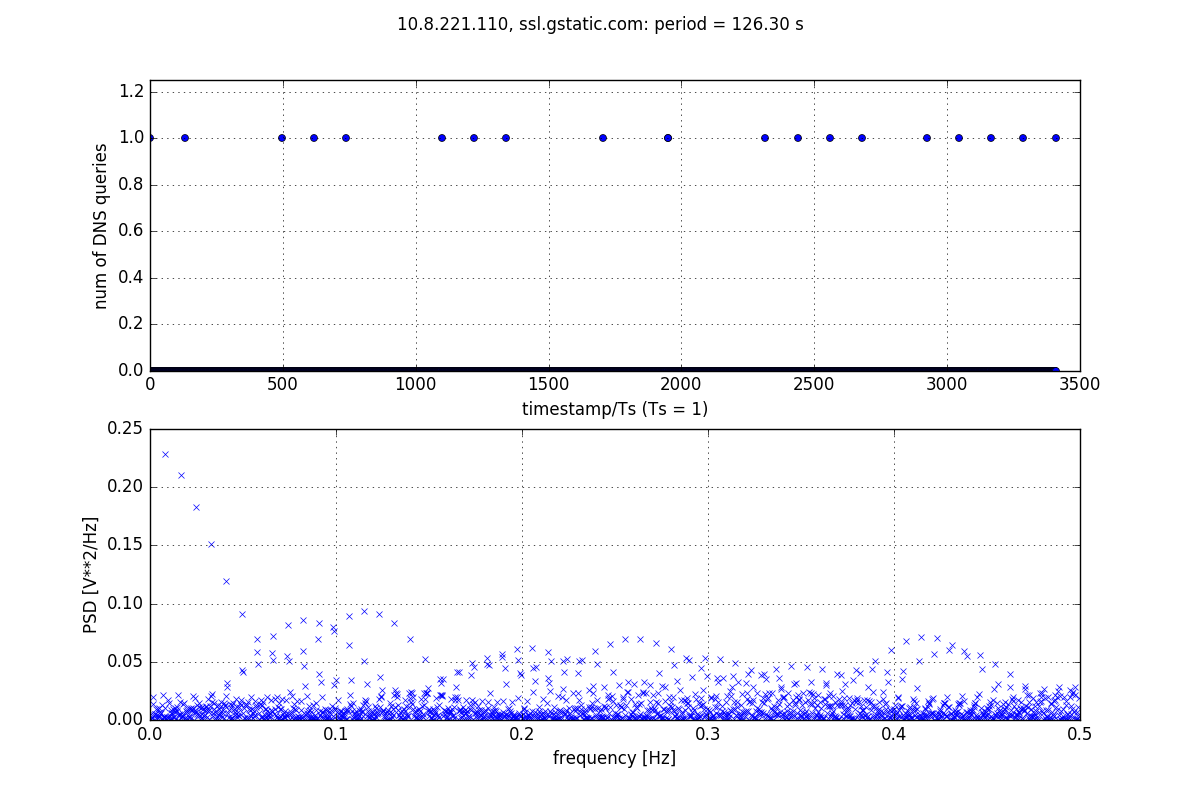 10.8.221.110, ssl.gstatic.com: period = 126.30 s
1.2
1.0
0.8
0.6
0.4
0.2
0.0
num of DNS queries
0 500 1000 1500 2000 2500 3000 3500
timestamp/Ts (Ts = 1)
0.25
0.20
0.15
0.10
0.05
0.00
PSD [V**2/Hz]
0.0 0.1 0.2 0.3 0.4 0.5
frequency [Hz]